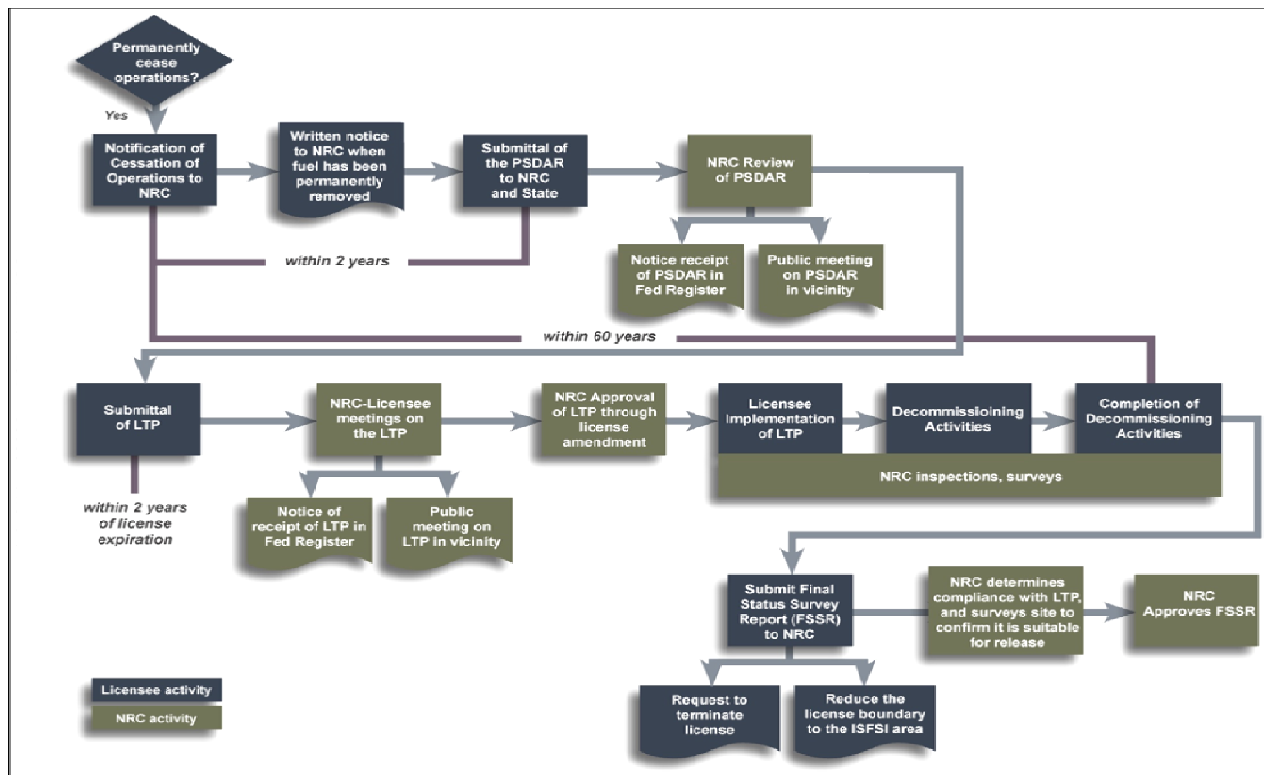 Permanently
cease
operations?
Yes
Notification of
Cessation of
Operations to
NRC
Written notice
to NRC when
fuel has been
permanently
removed
Submittal of
the PSDAR
to NRC
and State
NRC Review
of PSDAR
within 2 years
Notice receipt
of PSDAR in
Fed Register
Public meeting
on PSDAR
in vicinity
within 60 years
Submittal
of LTP
NRC-Licensee
meetings on
the LTP
NRC Approval
of LTP through
license
amendment
Licensee
Implementation
of LTP
Decommissioining
Activities
Completion of
Decommissioning
Activities
NRC inspections, surveys
within 2 years
of license
expiration
Notice of
receipt of LTP in
Fed Register
Public
meeting on
LTP in vicinity
Submit Final
Status Survey
Report (FSSR)
to NRC
NRC determines
compliance with LTP,
and surveys site to
confirm it is suitable
for release
NRC
Approves FSSR
Request to
terminate
license
Reduce the
license boundary
to the ISFSI area
Licensee activity
NRC activity